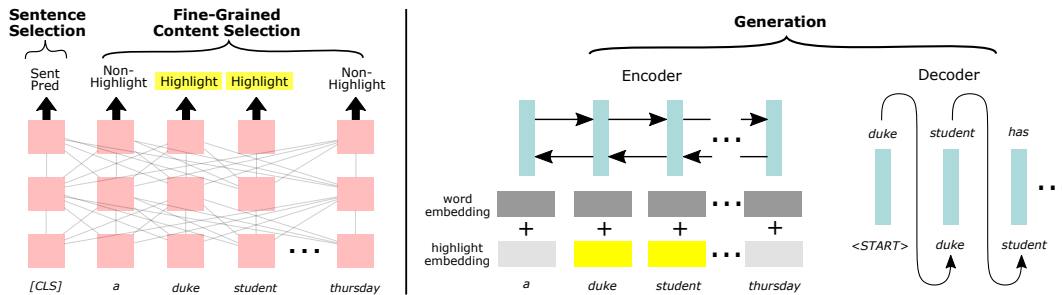 Sentence
Selection
Fine-Grained
Content Selection
Sent
Pred
Non-
Highlight
Highlight
Highlight
Non-
Highlight
...
[CLS]
a
duke
student
thursday
Generation
Encoder
Decoder
...
word
embedding
...
+
+
+
+
highlight
embedding
a
duke
student
thursday
duke
student
has
...
<START>
duke
student